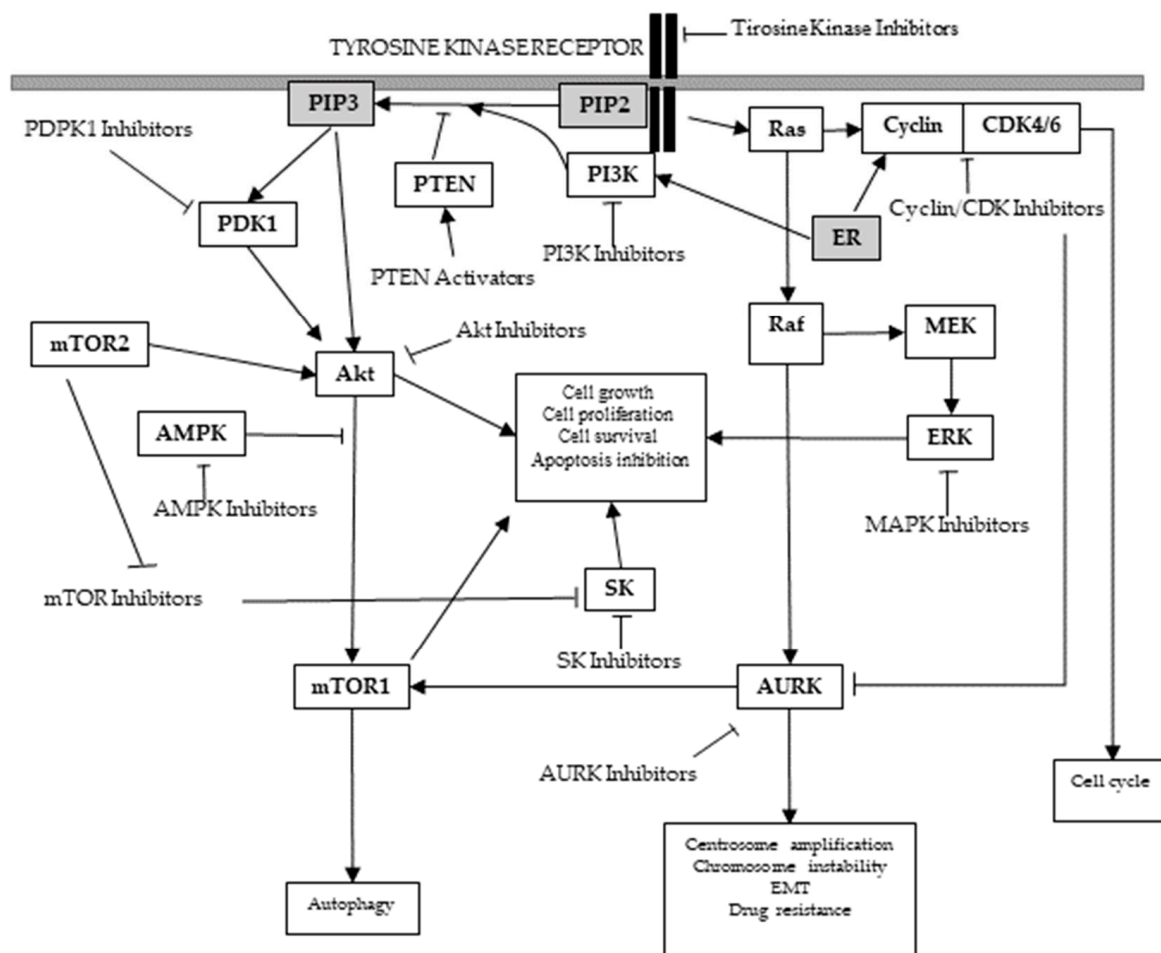 Tirosine Kinase Inhibitors
TYROSINE KINASE RECEPTOR
PIP3
PIP2
PDPK1 Inhibitors
Ras
Cyclin
CDK4/6
PTEN
PI3K
PDK1
Cyclin/CDK Inhibitors
ER
PI3K Inhibitors
PTEN Activators
Akt Inhibitors
Raf
MEK
mTOR2
Akt
Cell growth
Cell proliferation
Cell survival
Apoptosis inhibition
AMPK
ERK
AMPK Inhibitors
MAPK Inhibitors
mTOR Inhibitors
SK
SK Inhibitors
mTOR1
AURK
AURK Inhibitors
Cell cycle
Centrosome amplification
Chromosome instability
EMT
Drug resistance
Autophagy